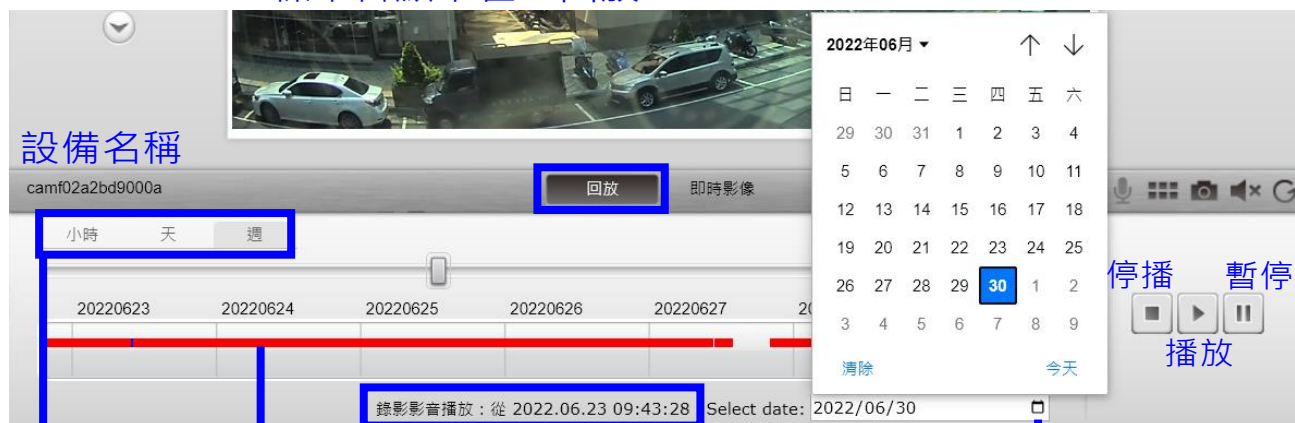 2022年06月
日 一 二 三 四 五 六
29 30 31 1 2 3 4
5 6 7 8 9 10 11
12 13 14 15 16 17 18
19 20 21 22 23 24 25
26 27 28 29 30 1 2
3 4 5 6 7 8 9
清除 今天
設備名稱
camf02a2bd9000a
回放 即時影像
小時 天 週
停播 暫停
播放
20220623 20220624 20220625 20220626 20220627
錄影影音播放：從 2022.06.23 09:43:28 Select date: 2022/06/30